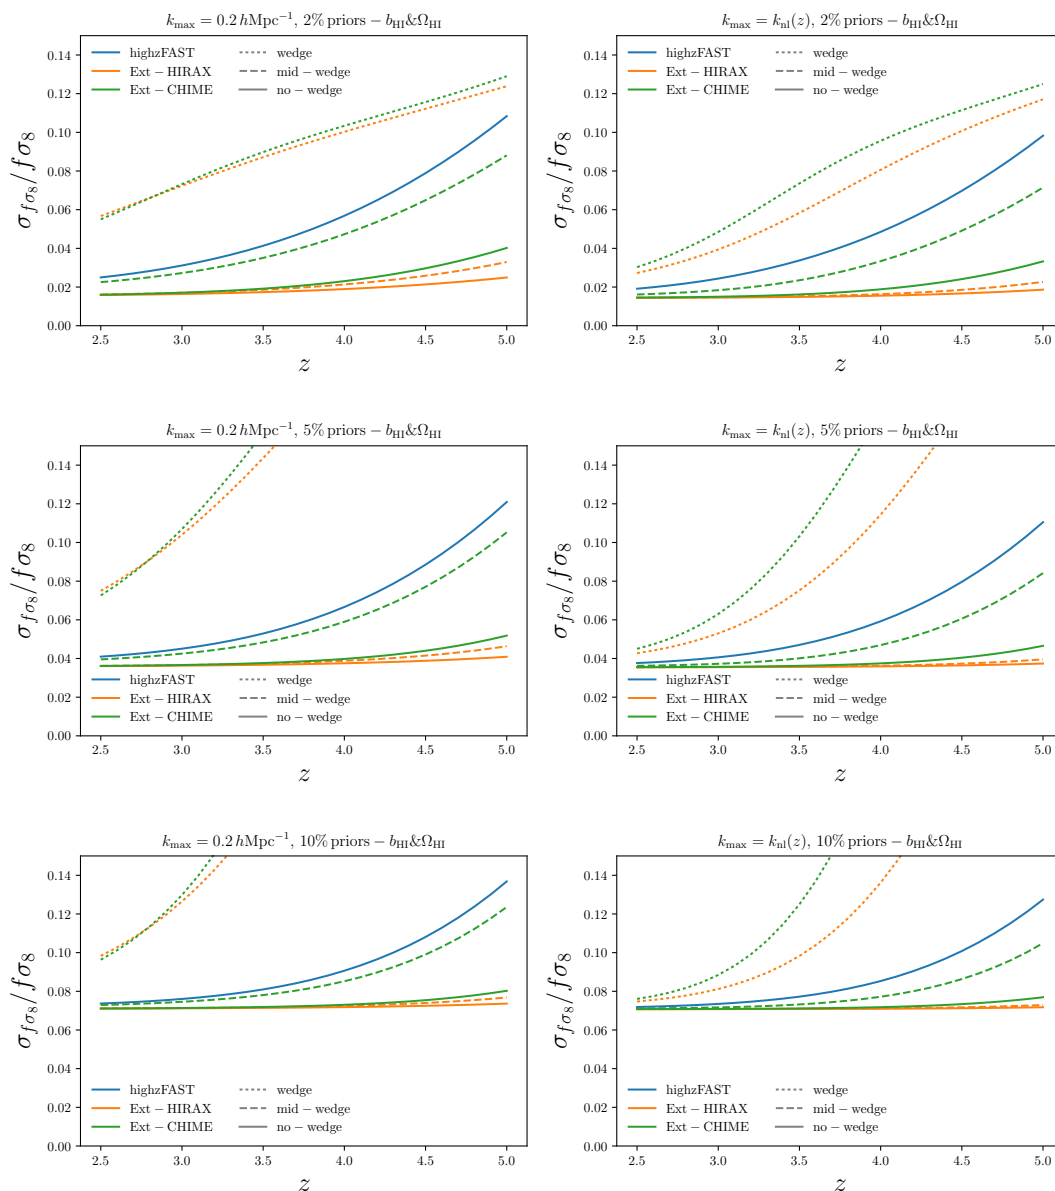 k_max = 0.2 hMpc⁻¹, 2% priors − b_HI&Ω_HI
highzFAST
Ext − HIRAX
Ext − CHIME
wedge
mid − wedge
no − wedge
σ_fσ₈/fσ₈
0.14
0.12
0.10
0.08
0.06
0.04
0.02
0.00
2.5 3.0 3.5 4.0 4.5 5.0
z
k_max = k_nl(z), 2% priors − b_HI&Ω_HI
highzFAST
Ext − HIRAX
Ext − CHIME
wedge
mid − wedge
no − wedge
σ_fσ₈/fσ₈
0.14
0.12
0.10
0.08
0.06
0.04
0.02
0.00
2.5 3.0 3.5 4.0 4.5 5.0
z
k_max = 0.2 hMpc⁻¹, 5% priors − b_HI&Ω_HI
σ_fσ₈/fσ₈
0.14
0.12
0.10
0.08
0.06
0.04
0.02
0.00
highzFAST
Ext − HIRAX
Ext − CHIME
wedge
mid − wedge
no − wedge
2.5 3.0 3.5 4.0 4.5 5.0
z
k_max = k_nl(z), 5% priors − b_HI&Ω_HI
σ_fσ₈/fσ₈
0.14
0.12
0.10
0.08
0.06
0.04
0.02
0.00
highzFAST
Ext − HIRAX
Ext − CHIME
wedge
mid − wedge
no − wedge
2.5 3.0 3.5 4.0 4.5 5.0
z
k_max = 0.2 hMpc⁻¹, 10% priors − b_HI&Ω_HI
σ_fσ₈/fσ₈
0.14
0.12
0.10
0.08
0.06
0.04
0.02
0.00
highzFAST
Ext − HIRAX
Ext − CHIME
wedge
mid − wedge
no − wedge
2.5 3.0 3.5 4.0 4.5 5.0
z
k_max = k_nl(z), 10% priors − b_HI&Ω_HI
σ_fσ₈/fσ₈
0.14
0.12
0.10
0.08
0.06
0.04
0.02
0.00
highzFAST
Ext − HIRAX
Ext − CHIME
wedge
mid − wedge
no − wedge
2.5 3.0 3.5 4.0 4.5 5.0
z